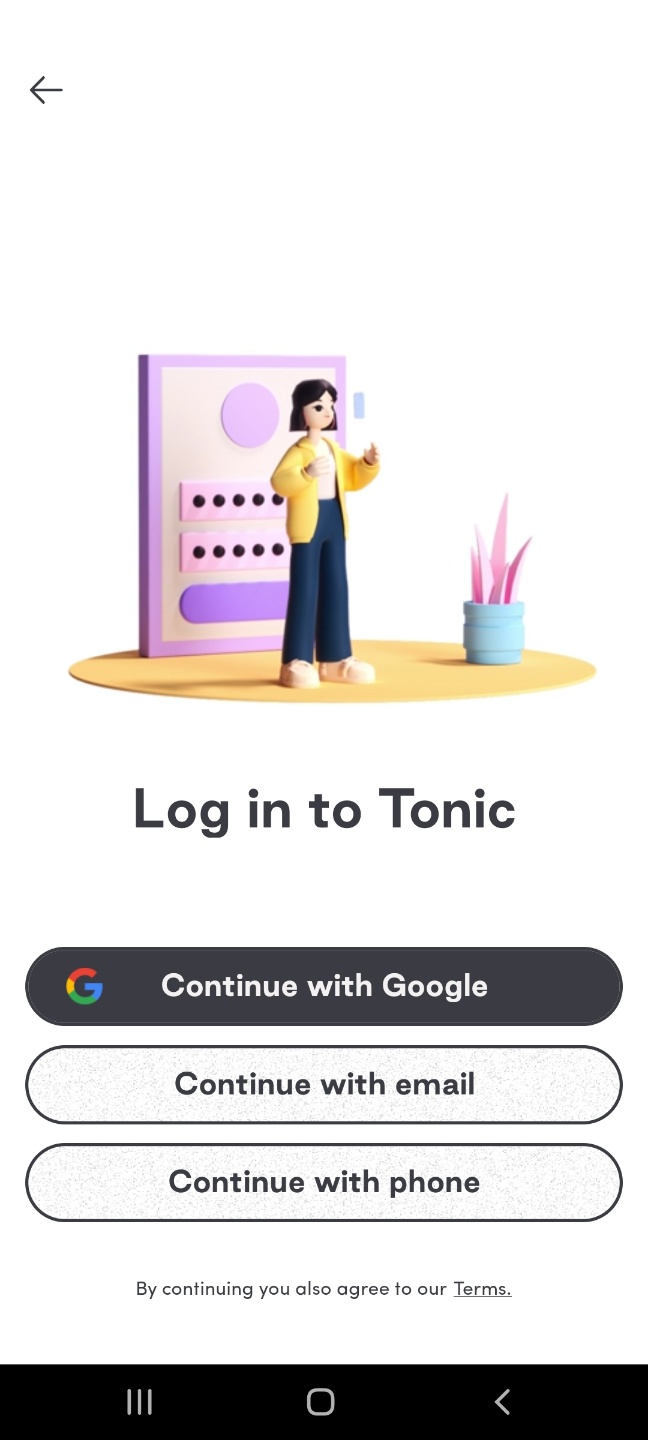 Log in to Tonic
Continue with Google
Continue with email
Continue with phone
By continuing you also agree to our Terms.